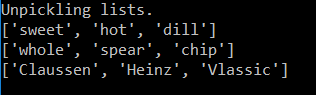 Unpickling lists.
['sweet', 'hot', 'dill']
['whole', 'spear', 'chip']
['Claussen', 'Heinz', 'Vlassic']